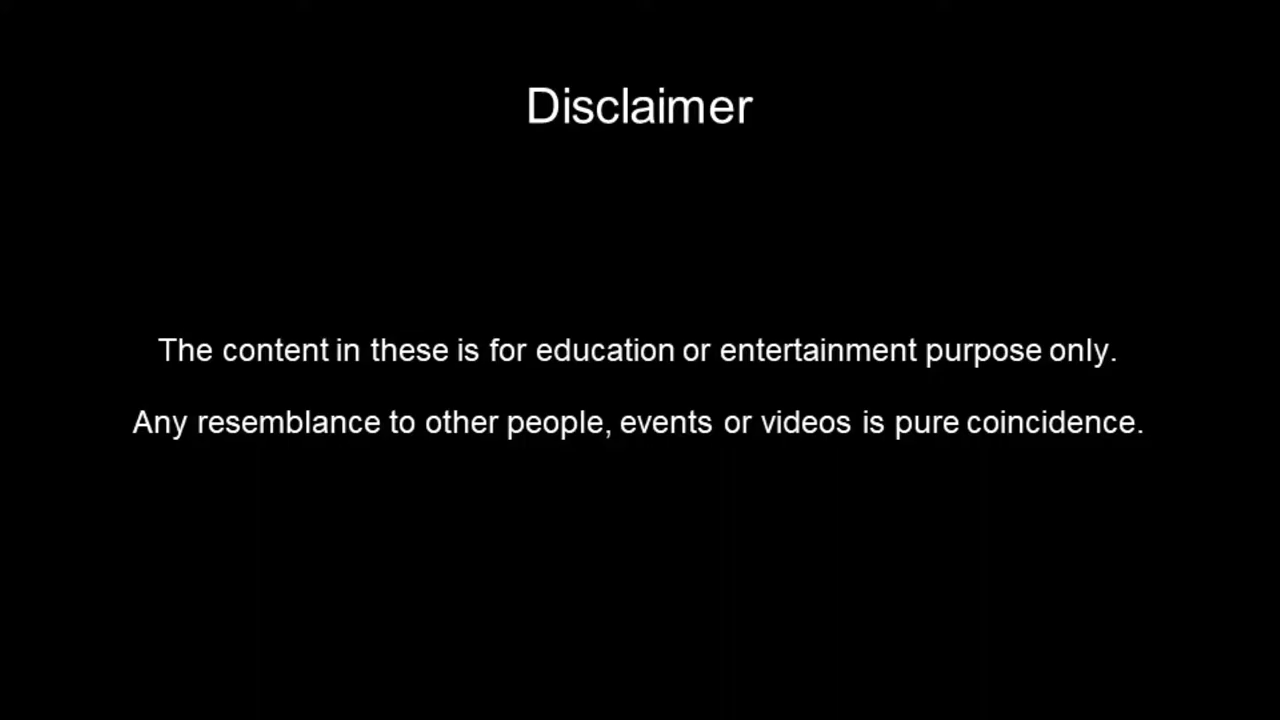 Disclaimer
The content in these is for education or entertainment purpose only.
Any resemblance to other people, events or videos is pure coincidence.